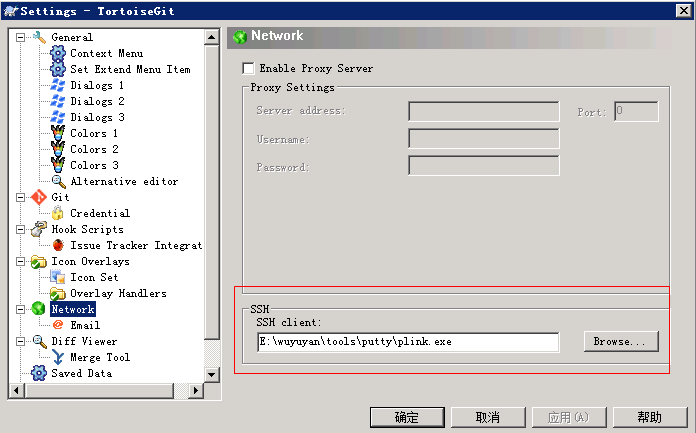 Settings - TortoiseGit
General
Context Menu
Set Extend Menu Item
Dialogs 1
Dialogs 2
Dialogs 3
Colors 1
Colors 2
Colors 3
Alternative editor
Git
Credential
Hook Scripts
Issue Tracker Integrat
Icon Overlays
Icon Set
Overlay Handlers
Network
Email
Diff Viewer
Merge Tool
Saved Data
Network
Enable Proxy Server
Proxy Settings
Server address:
Port: 0
Username:
Password:
SSH
SSH client:
E:\wuyuyan\tools\putty\plink.exe
Browse...
确定
取消
应用(A)
帮助